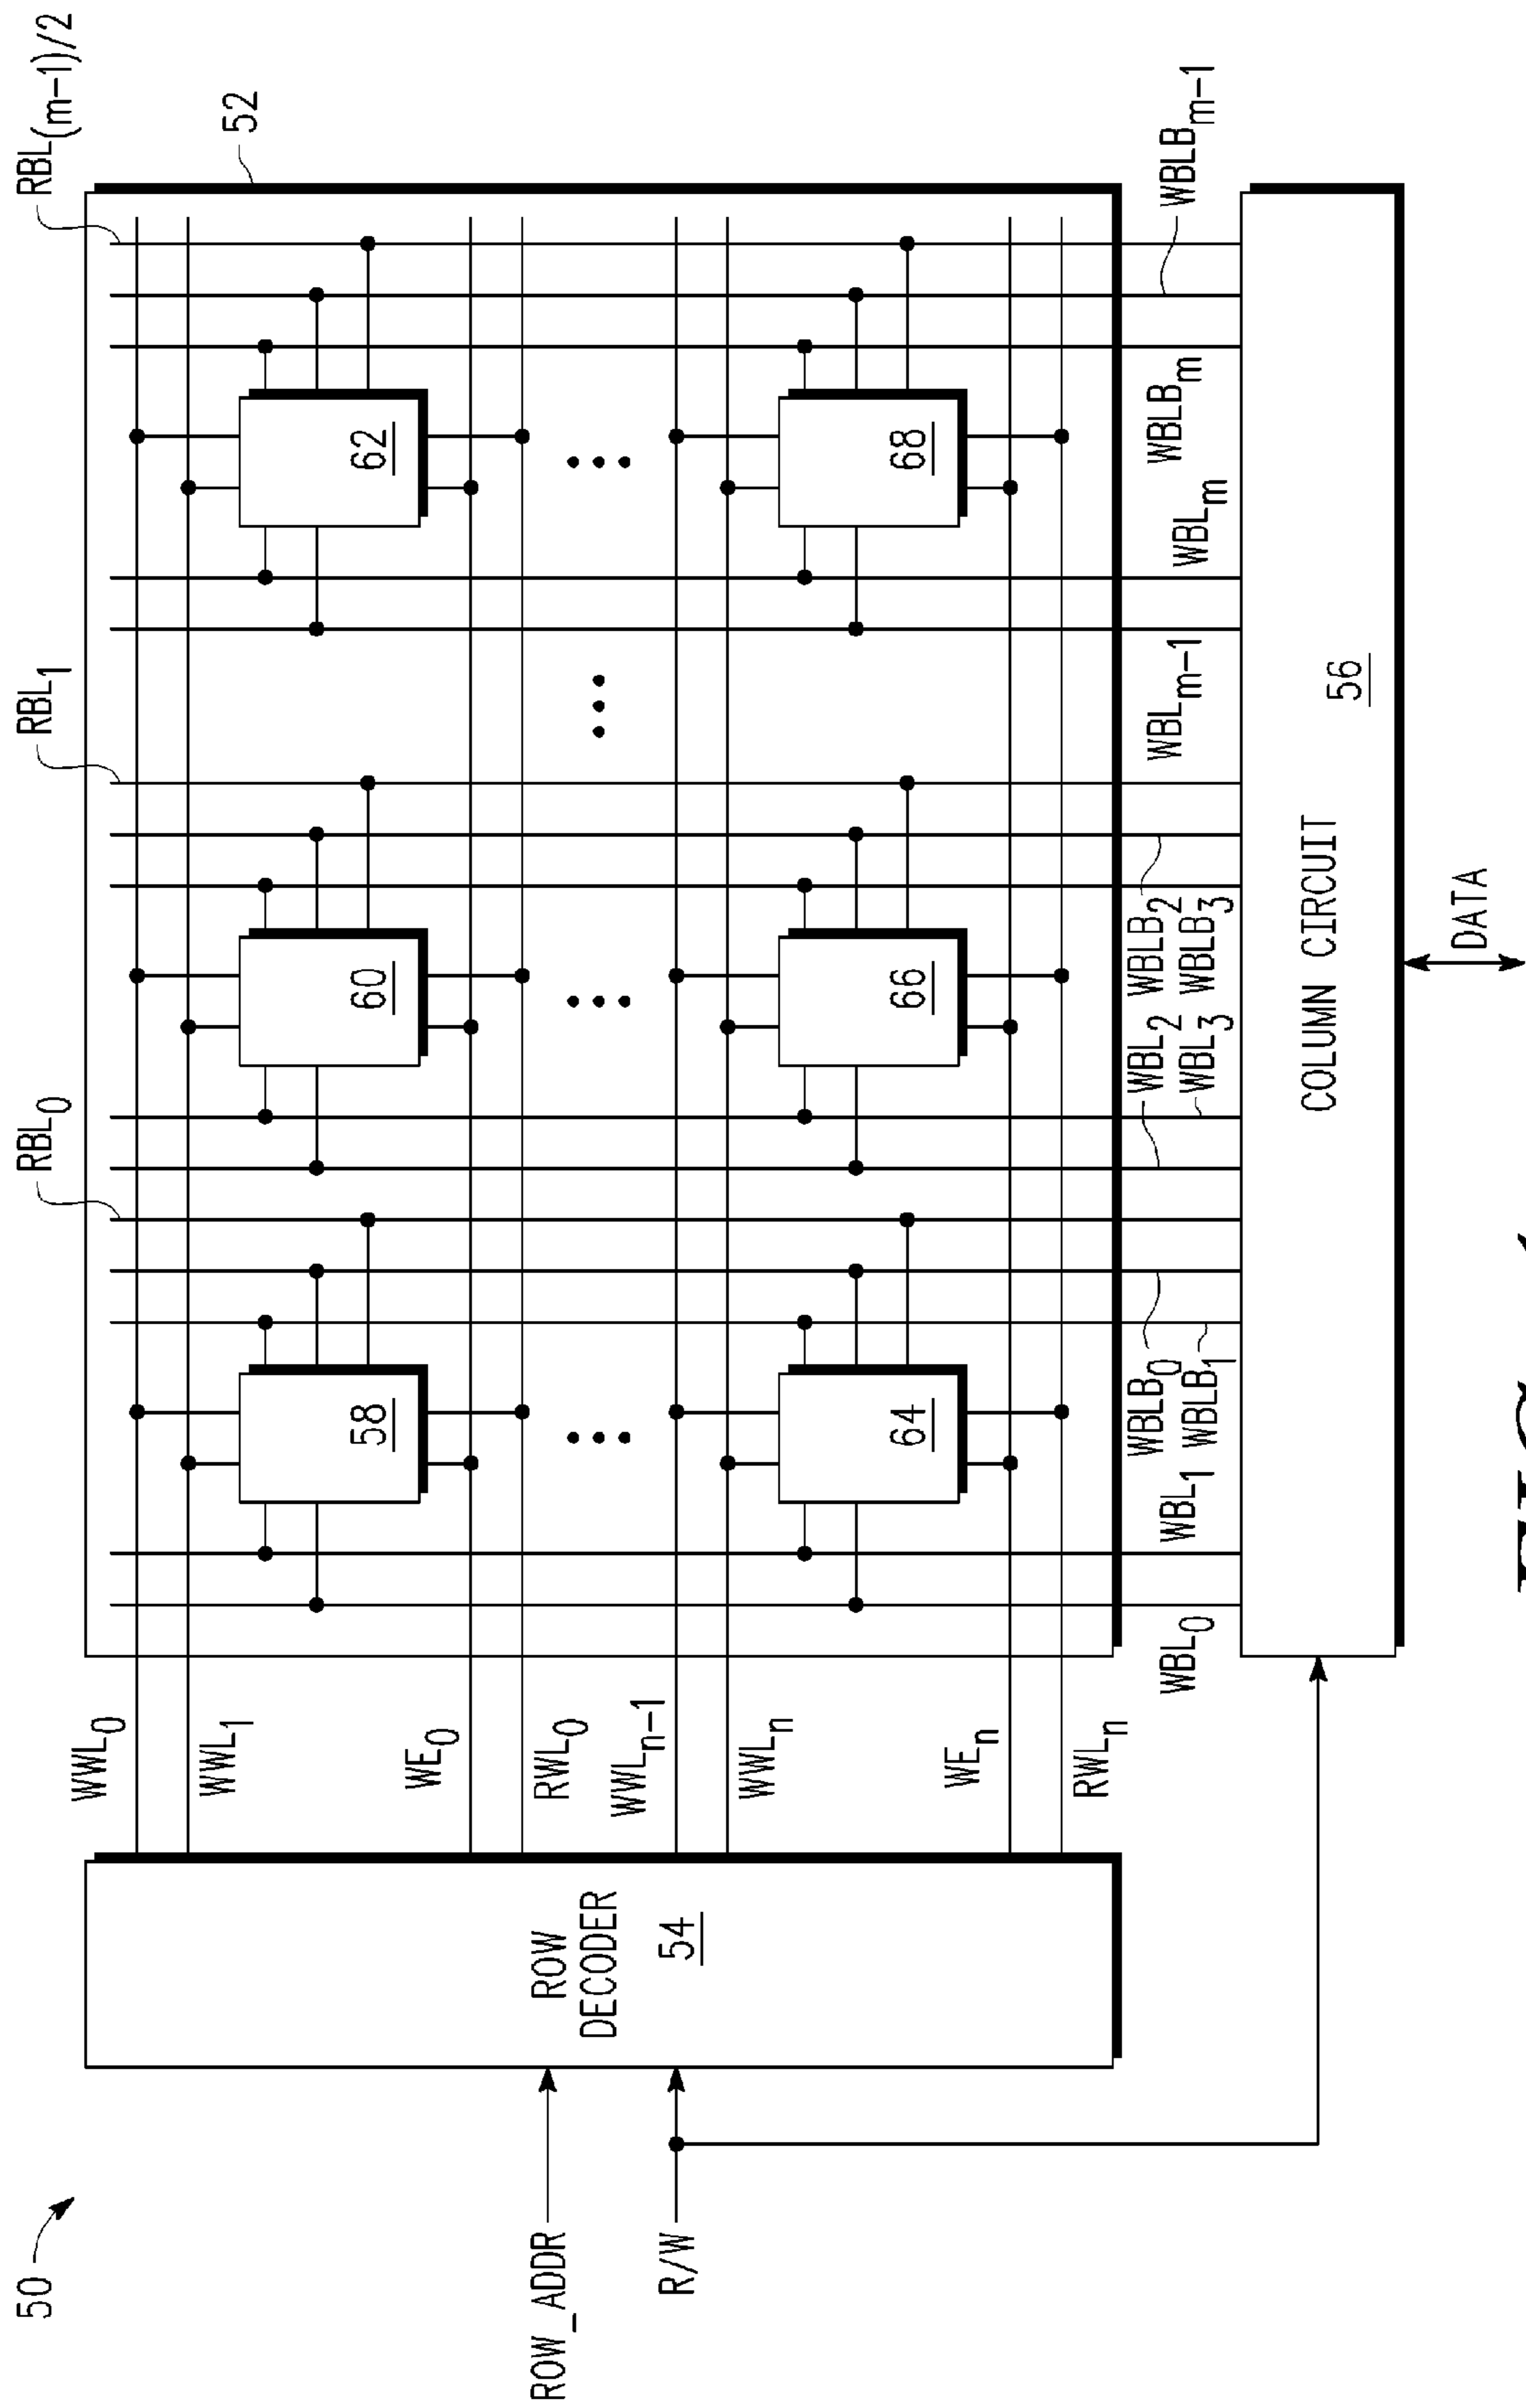 50
ROW_ADDR
R/W
ROW
DECODER
54
WWL0
WWL1
WE0
RWL0
WWLn-1
WWLn
WEn
RWLn
RBL0
RBL1
RBL(m-1)/2
52
58
60
62
64
66
68
WBL0
WBL1
WBLB0
WBLB1
WBL2
WBLB2
WBL3
WBLB3
WBLm-1
WBLm
WBLBm
WBLBm-1
COLUMN CIRCUIT
56
DATA